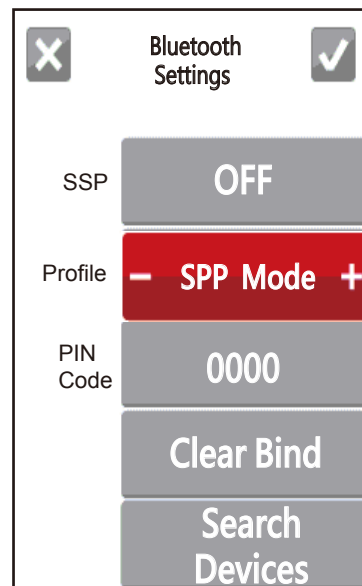 Bluetooth
Settings
SSP OFF
Profile − SPP Mode +
PIN
Code
0000
Clear Bind
Search
Devices